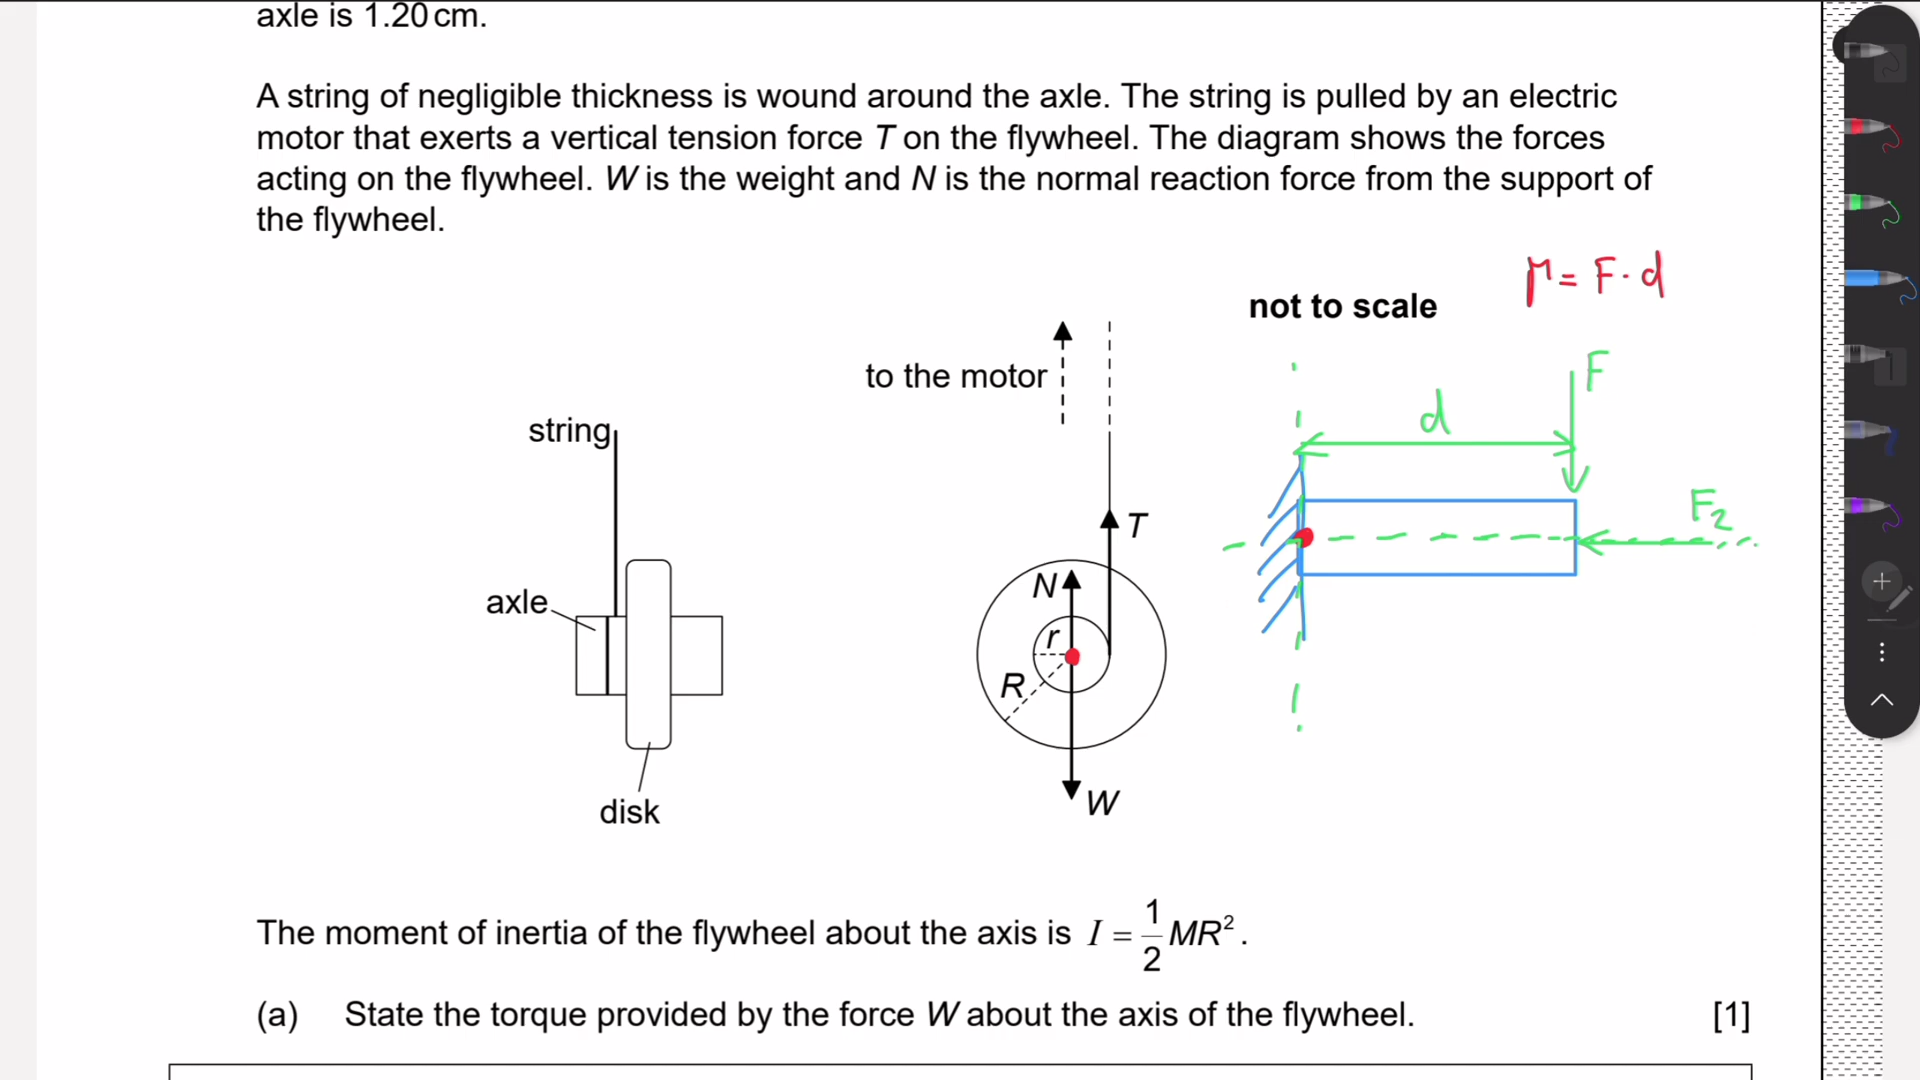 axle is 1.20 cm.
A string of negligible thickness is wound around the axle. The string is pulled by an electric
motor that exerts a vertical tension force T on the flywheel. The diagram shows the forces
acting on the flywheel. W is the weight and N is the normal reaction force from the support of
the flywheel.
M = F · d
not to scale
to the motor
F
d
string
F₂
T
N
axle
r
R
W
disk
The moment of inertia of the flywheel about the axis is I = 1/2 MR².
(a) State the torque provided by the force W about the axis of the flywheel. [1]